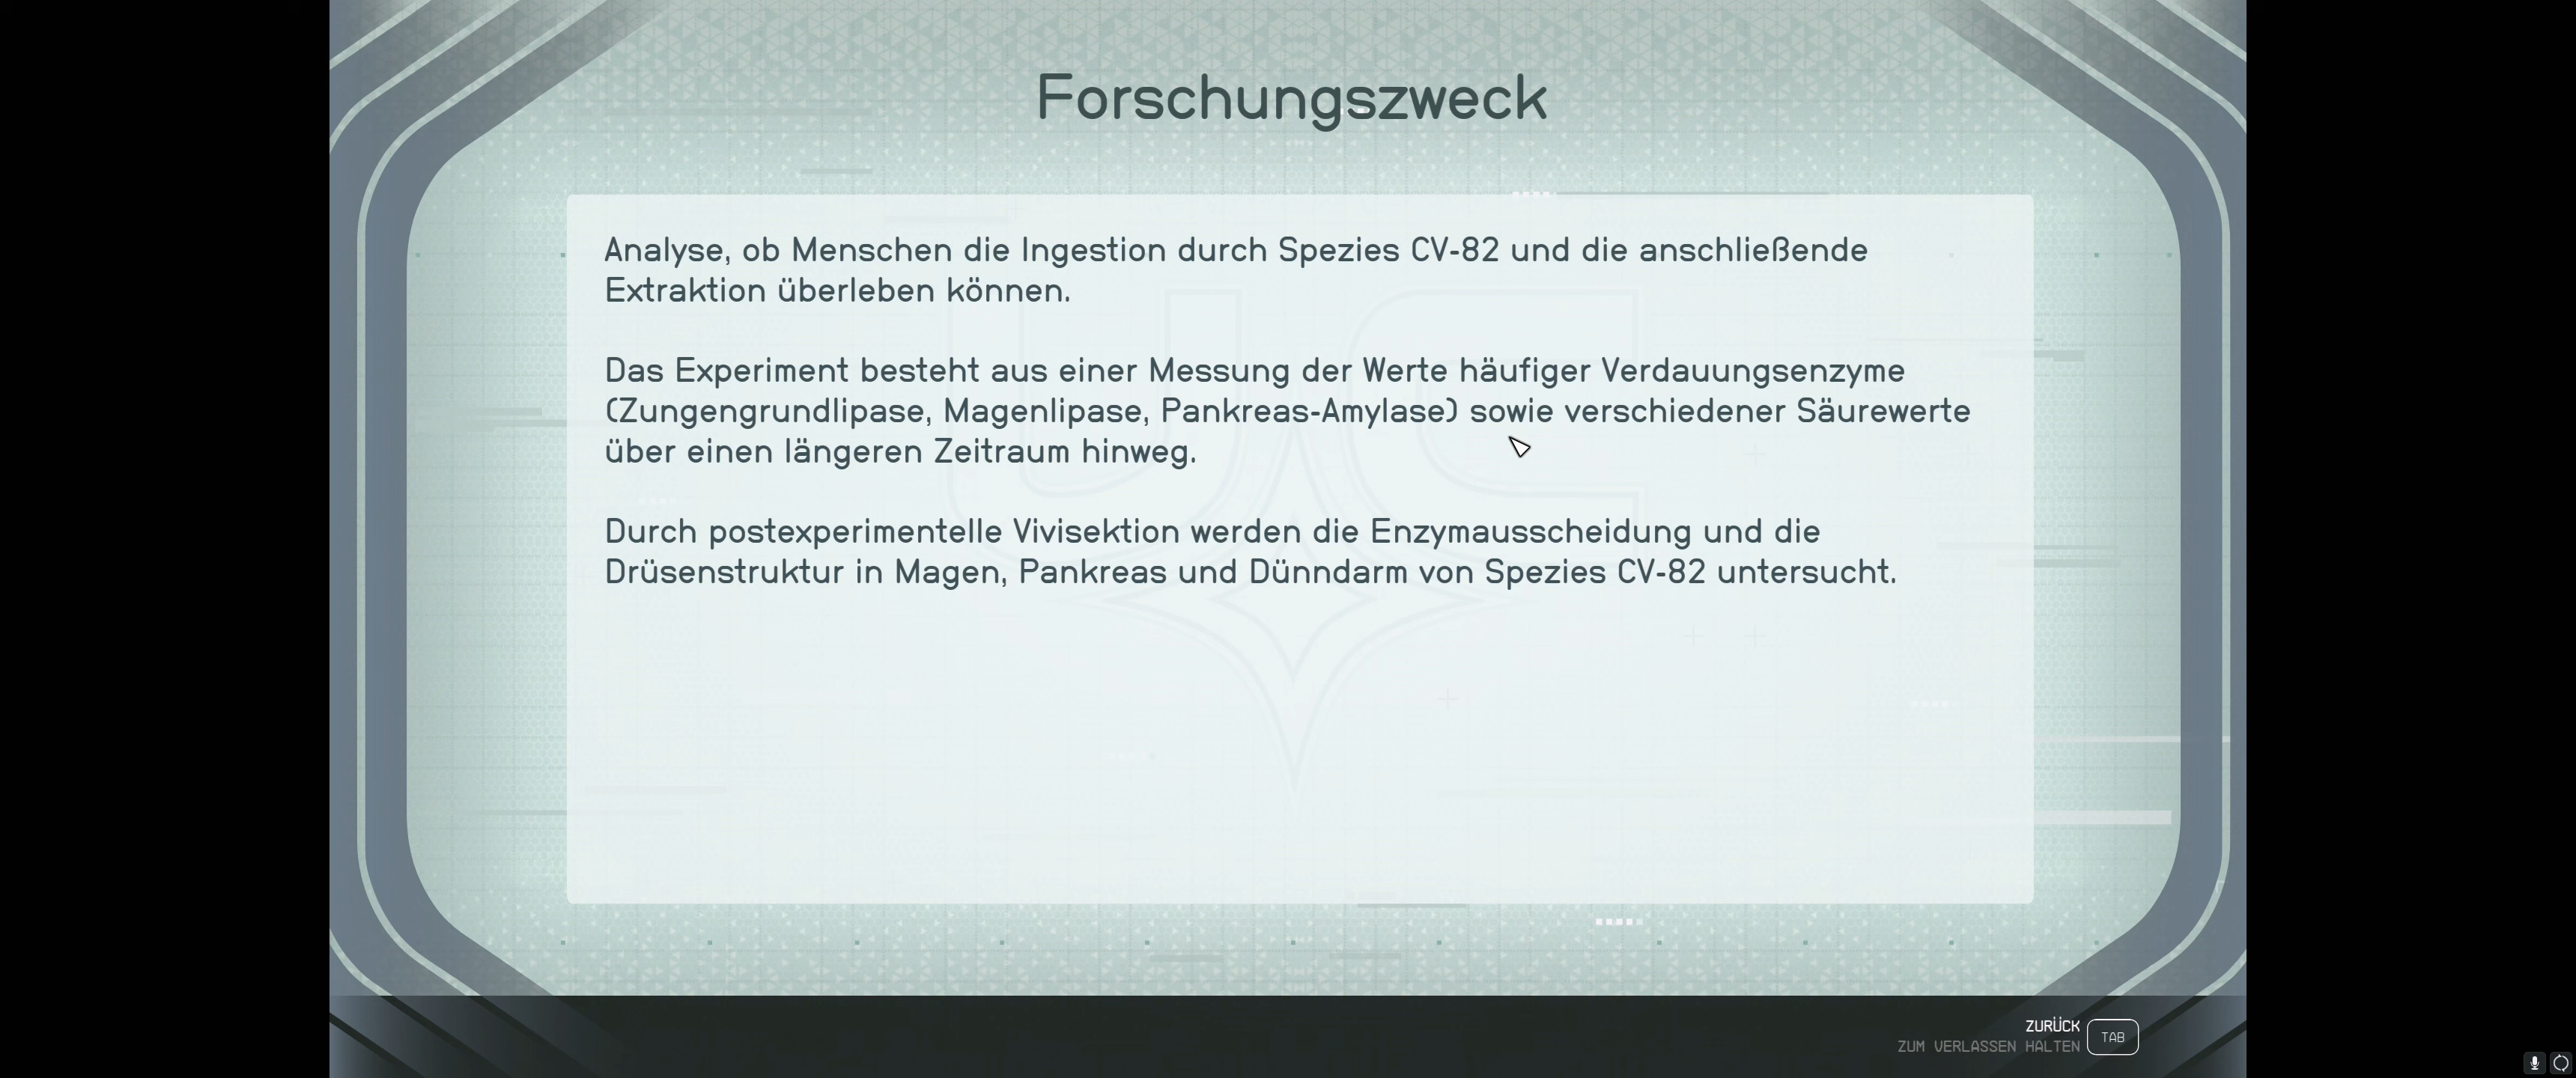 Forschungszweck
Analyse, ob Menschen die Ingestion durch Spezies CV-82 und die anschließende
Extraktion überleben können.
Das Experiment besteht aus einer Messung der Werte häufiger Verdauungsenzyme
(Zungengrundlipase, Magenlipase, Pankreas-Amylase) sowie verschiedener Säurewerte
über einen längeren Zeitraum hinweg.
Durch postexperimentelle Vivisektion werden die Enzymausscheidung und die
Drüsenstruktur in Magen, Pankreas und Dünndarm von Spezies CV-82 untersucht.
ZURÜCK
ZUM VERLASSEN HALTEN
TAB
UC